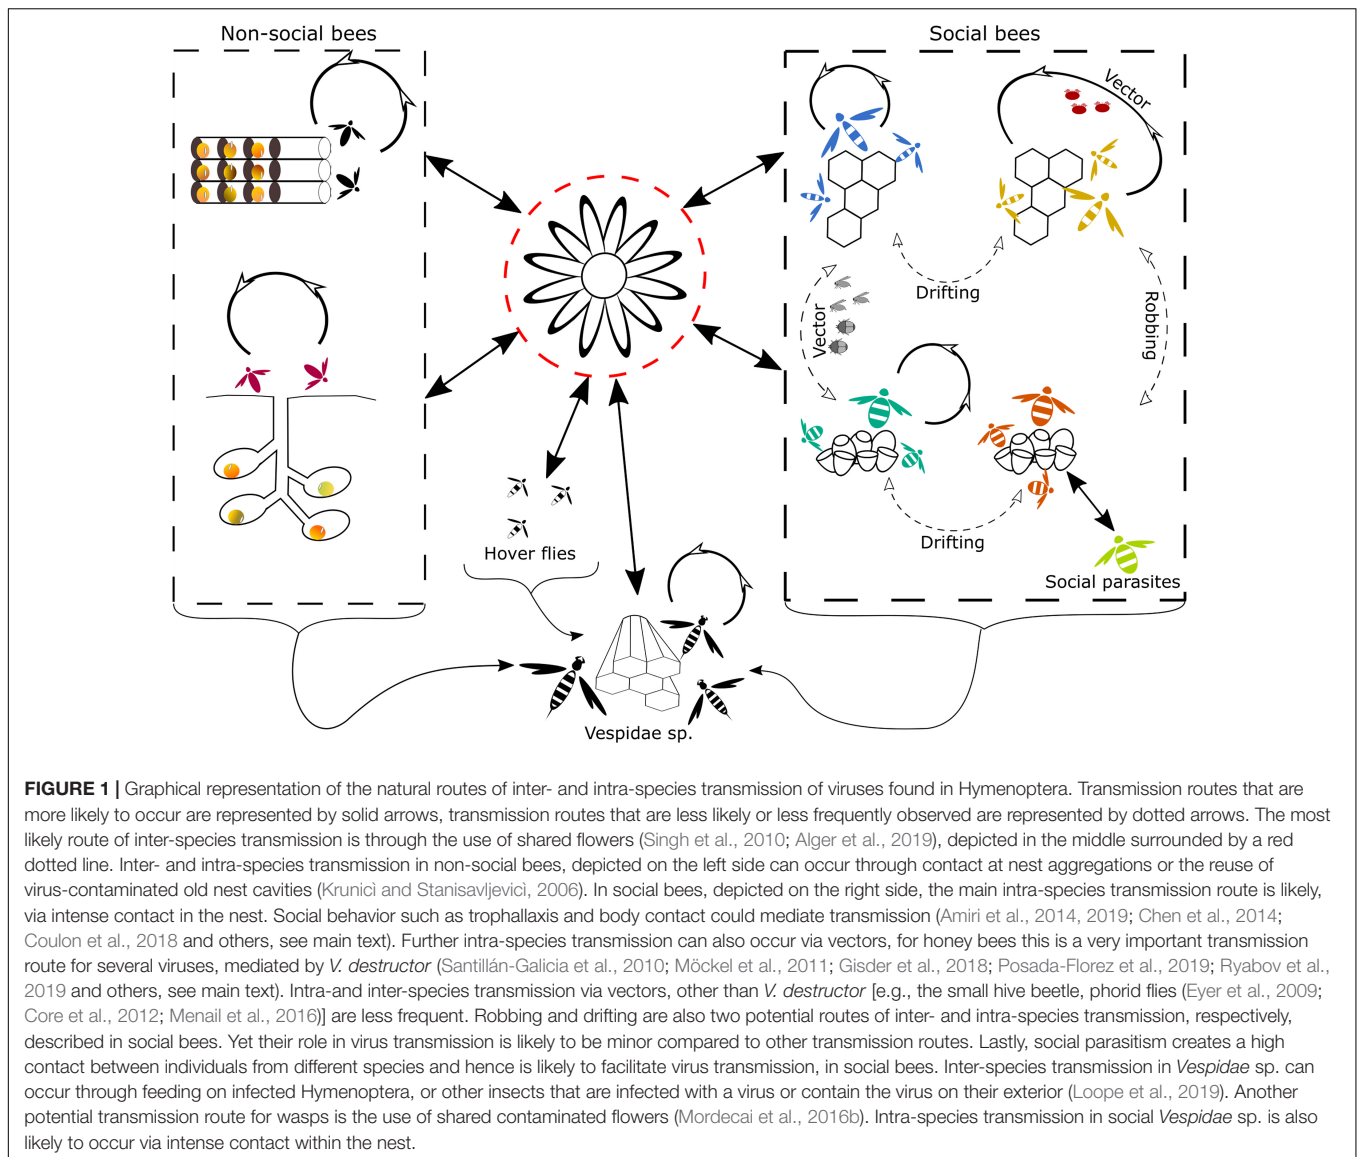 Non-social bees
Social bees
Vector
Drifting
Vector
Robbing
Drifting
Social parasites
Hover flies
Vespidae sp.
FIGURE 1 | Graphical representation of the natural routes of inter- and intra-species transmission of viruses found in Hymenoptera. Transmission routes that are
more likely to occur are represented by solid arrows, transmission routes that are less likely or less frequently observed are represented by dotted arrows. The most
likely route of inter-species transmission is through the use of shared flowers (Singh et al., 2010; Alger et al., 2019), depicted in the middle surrounded by a red
dotted line. Inter- and intra-species transmission in non-social bees, depicted on the left side can occur through contact at nest aggregations or the reuse of
virus-contaminated old nest cavities (Krunicì and Stanisavljevicì, 2006). In social bees, depicted on the right side, the main intra-species transmission route is likely,
via intense contact in the nest. Social behavior such as trophallaxis and body contact could mediate transmission (Amiri et al., 2014, 2019; Chen et al., 2014;
Coulon et al., 2018 and others, see main text). Further intra-species transmission can also occur via vectors, for honey bees this is a very important transmission
route for several viruses, mediated by V. destructor (Santillán-Galicia et al., 2010; Möckel et al., 2011; Gisder et al., 2018; Posada-Florez et al., 2019; Ryabov et al.,
2019 and others, see main text). Intra-and inter-species transmission via vectors, other than V. destructor [e.g., the small hive beetle, phorid flies (Eyer et al., 2009;
Core et al., 2012; Menail et al., 2016)] are less frequent. Robbing and drifting are also two potential routes of inter- and intra-species transmission, respectively,
described in social bees. Yet their role in virus transmission is likely to be minor compared to other transmission routes. Lastly, social parasitism creates a high
contact between individuals from different species and hence is likely to facilitate virus transmission, in social bees. Inter-species transmission in Vespidae sp. can
occur through feeding on infected Hymenoptera, or other insects that are infected with a virus or contain the virus on their exterior (Loope et al., 2019). Another
potential transmission route for wasps is the use of shared contaminated flowers (Mordecai et al., 2016b). Intra-species transmission in social Vespidae sp. is also
likely to occur via intense contact within the nest.